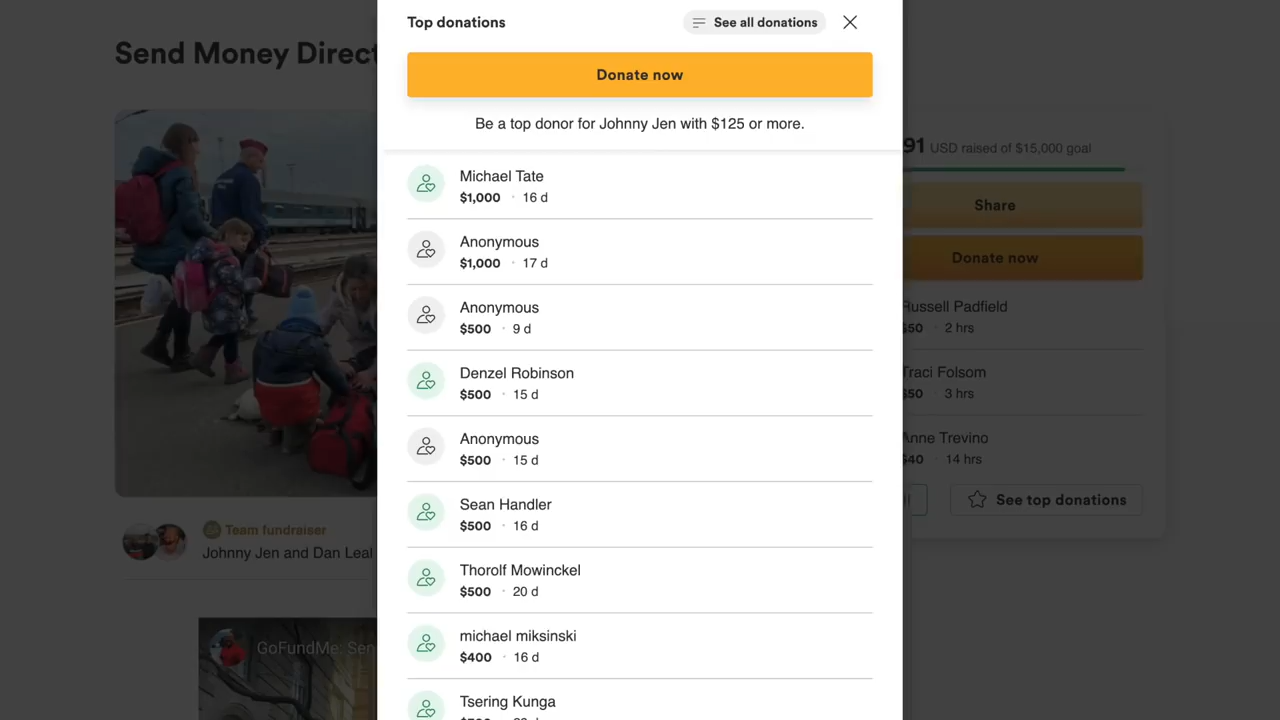 Top donations
See all donations
Donate now
Be a top donor for Johnny Jen with $125 or more.
Michael Tate
$1,000 · 16 d
Anonymous
$1,000 · 17 d
Anonymous
$500 · 9 d
Denzel Robinson
$500 · 15 d
Anonymous
$500 · 15 d
Sean Handler
$500 · 16 d
Thorolf Mowinckel
$500 · 20 d
michael miksinski
$400 · 16 d
Tsering Kunga
Send Money Direct
Team fundraiser
Johnny Jen and Dan Leal
GoFundMe: Sen
91 USD raised of $15,000 goal
Share
Donate now
Russell Padfield
$50 · 2 hrs
Traci Folsom
$50 · 3 hrs
Anne Trevino
$40 · 14 hrs
See top donations